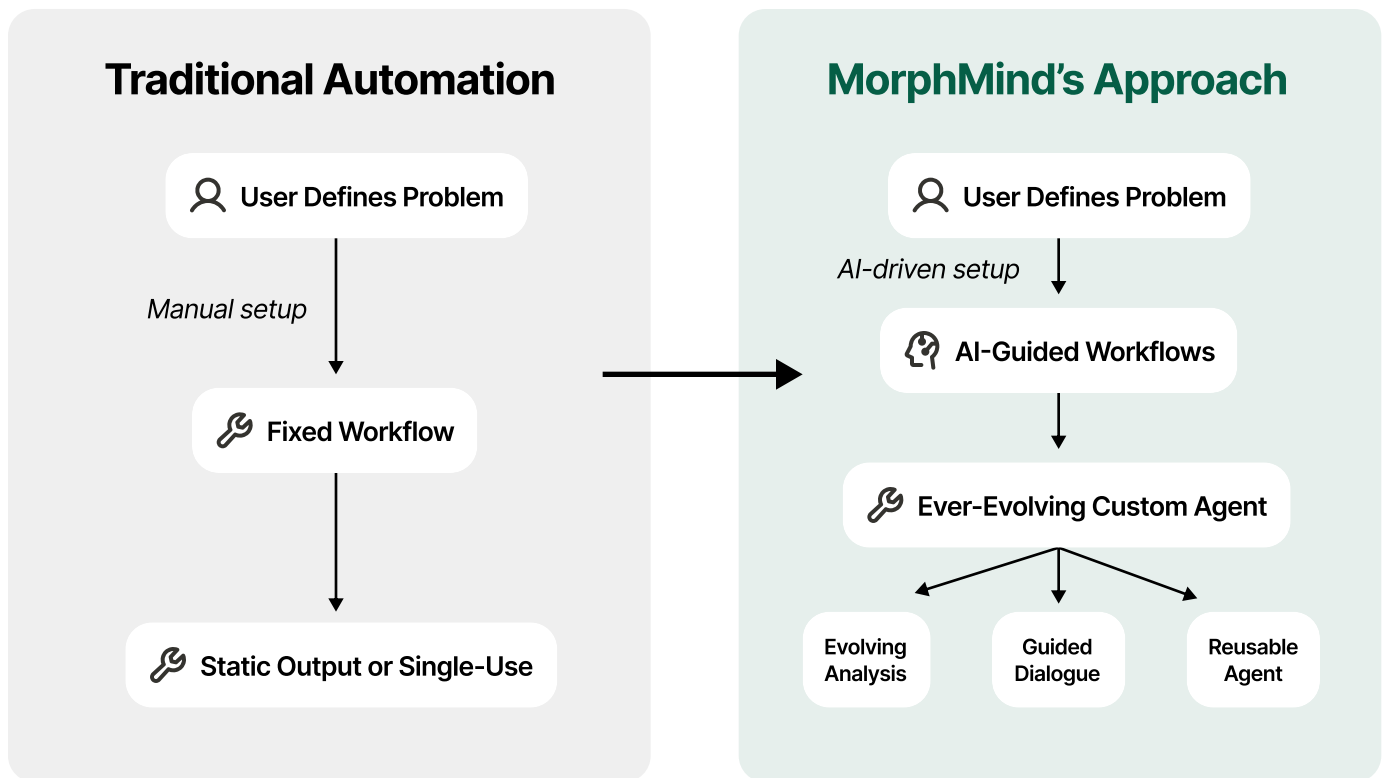 Traditional Automation
User Defines Problem
Manual setup
Fixed Workflow
Static Output or Single-Use
MorphMind’s Approach
User Defines Problem
AI-driven setup
AI-Guided Workflows
Ever-Evolving Custom Agent
Evolving
Analysis
Guided
Dialogue
Reusable
Agent